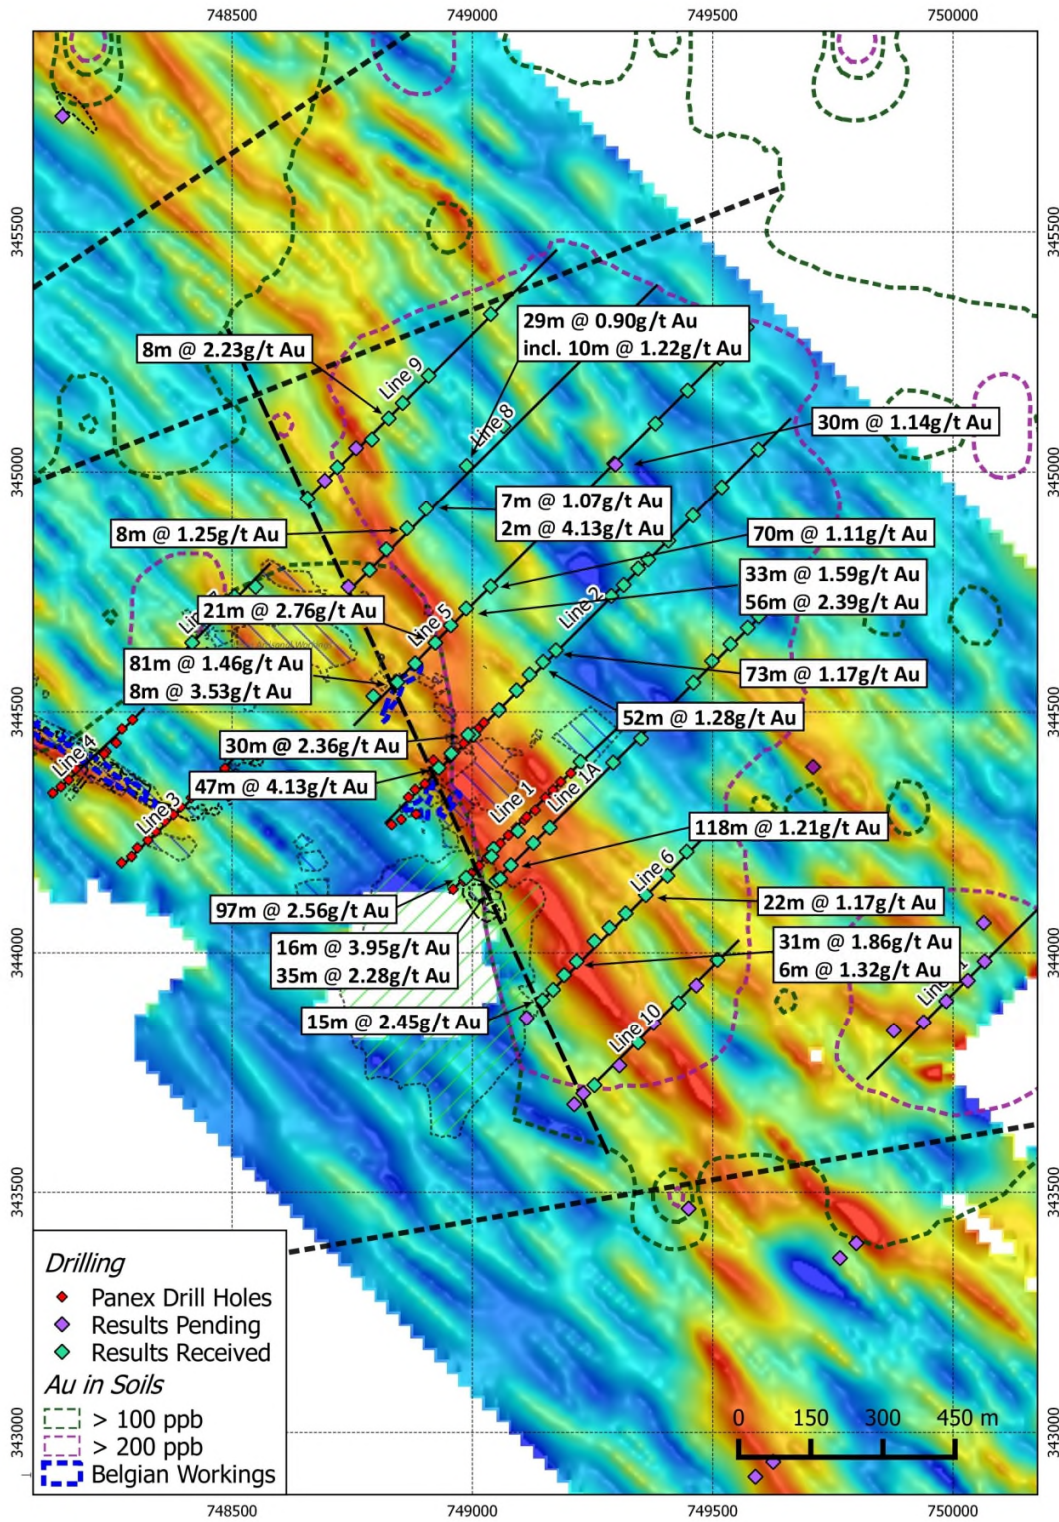 748500
749000
749500
750000
345500
345500
29m @ 0.90g/t Au
incl. 10m @ 1.22g/t Au
8m @ 2.23g/t Au
Line 9
Line 8
30m @ 1.14g/t Au
345000
345000
7m @ 1.07g/t Au
2m @ 4.13g/t Au
8m @ 1.25g/t Au
70m @ 1.11g/t Au
33m @ 1.59g/t Au
56m @ 2.39g/t Au
21m @ 2.76g/t Au
Line 5
Line 2
81m @ 1.46g/t Au
8m @ 3.53g/t Au
73m @ 1.17g/t Au
344500
344500
52m @ 1.28g/t Au
30m @ 2.36g/t Au
Line 4
47m @ 4.13g/t Au
Line 1
Line 1A
Line 3
118m @ 1.21g/t Au
Line 6
97m @ 2.56g/t Au
22m @ 1.17g/t Au
344000
344000
16m @ 3.95g/t Au
35m @ 2.28g/t Au
31m @ 1.86g/t Au
6m @ 1.32g/t Au
15m @ 2.45g/t Au
Line 10
343500
343500
Drilling
Panex Drill Holes
Results Pending
Results Received
Au in Soils
> 100 ppb
> 200 ppb
Belgian Workings
0 150 300 450 m
343000
748500
749000
749500
750000